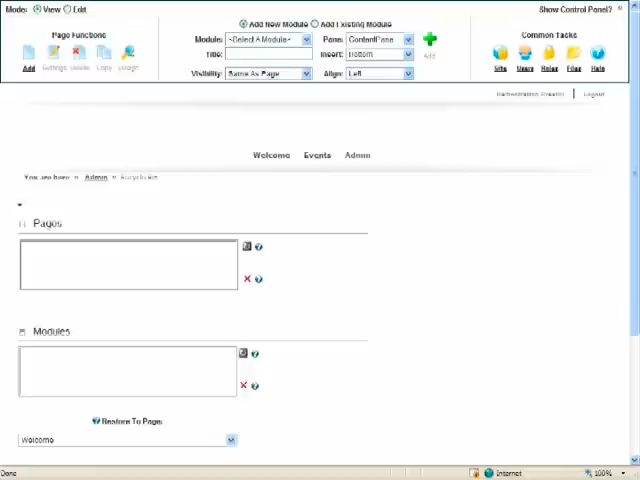 Mode: View Edit
Show Control Panel?
Page Functions
Add Settings Delete Copy Design
Add New Module Add Existing Module
Module: <Select A Module> Pane: ContentPane
Title: Insert: Bottom Add
Visibility: Same As Page Align: Left
Common Tasks
Site Users Roles Files Help
Logout
Welcome Events Admin
You are here: » Admin » Recycle Bin
Pages
Modules
Restore To Page:
Welcome
Done Internet 100%